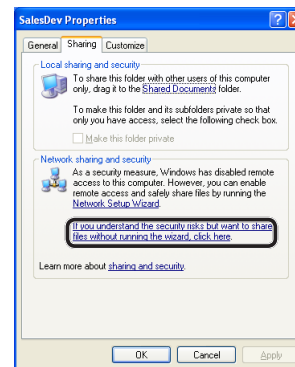 SalesDev Properties
General Sharing Customize
Local sharing and security
To share this folder with other users of this computer
only, drag it to the Shared Documents folder.
To make this folder and its subfolders private so that
only you have access, select the following check box.
Make this folder private
Network sharing and security
As a security measure, Windows has disabled remote
access to this computer. However, you can enable
remote access and safely share files by running the
Network Setup Wizard.
If you understand the security risks but want to share
files without running the wizard, click here.
Learn more about sharing and security.
OK Cancel Apply